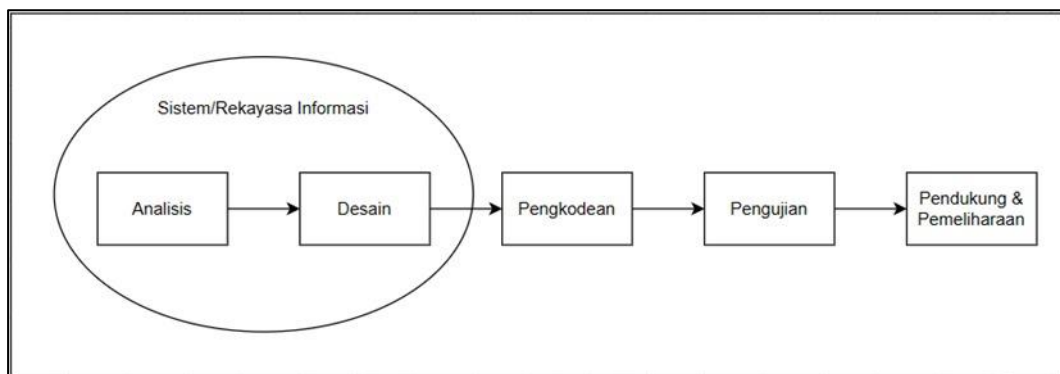 Sistem/Rekayasa Informasi
Analisis
Desain
Pengkodean
Pengujian
Pendukung &
Pemeliharaan